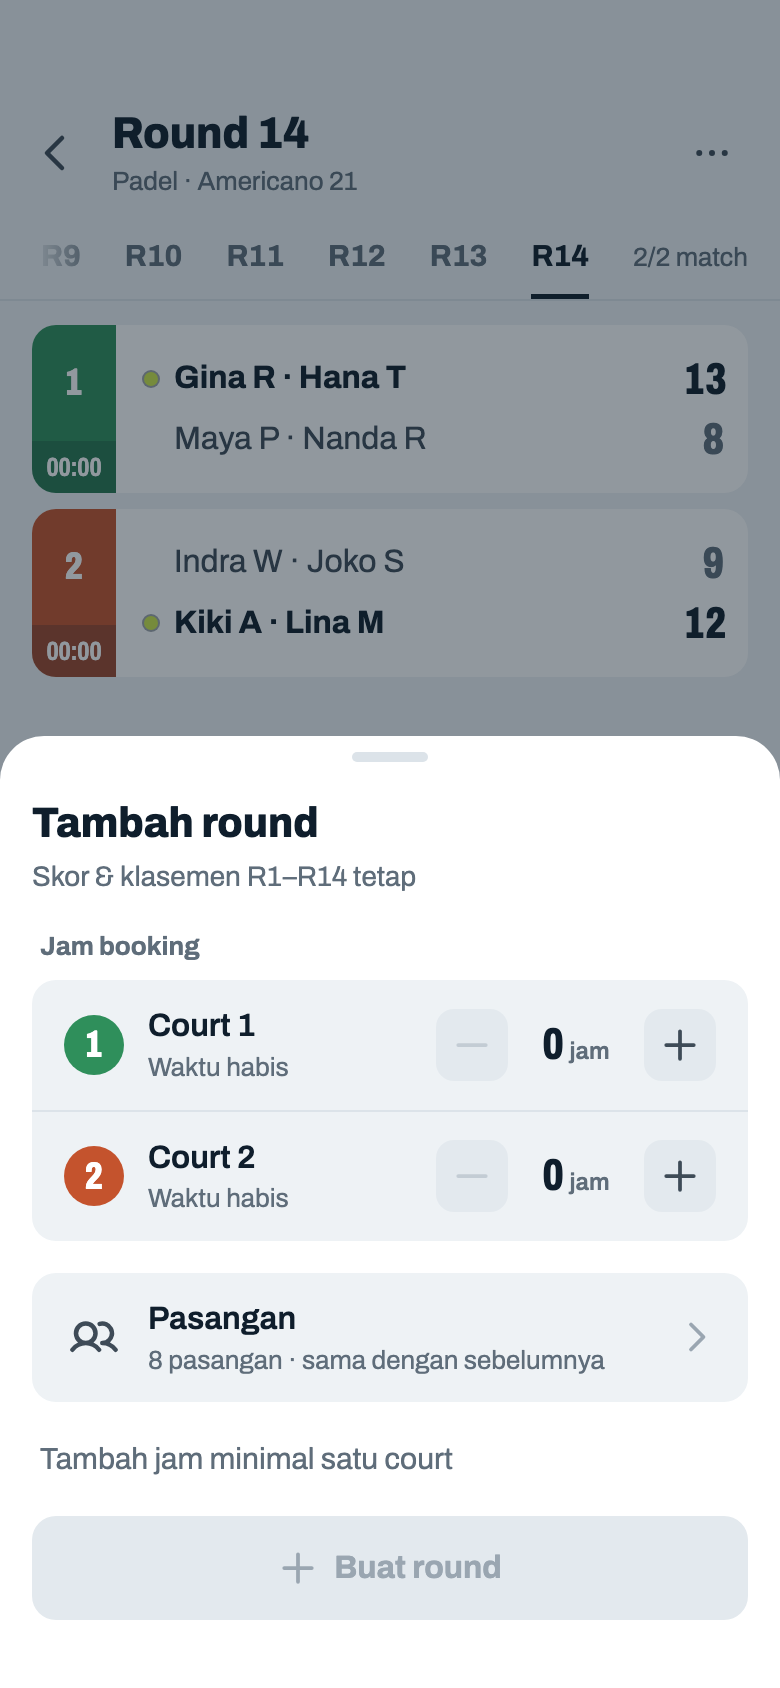 Round 14
Padel · Americano 21
R9 R10 R11 R12 R13 R14 2/2 match
1
00:00
Gina R · Hana T 13
Maya P · Nanda R 8
2
00:00
Indra W · Joko S 9
Kiki A · Lina M 12
Tambah round
Skor & klasemen R1–R14 tetap
Jam booking
1 Court 1
Waktu habis
0 jam
2 Court 2
Waktu habis
0 jam
Pasangan
8 pasangan · sama dengan sebelumnya
Tambah jam minimal satu court
Buat round